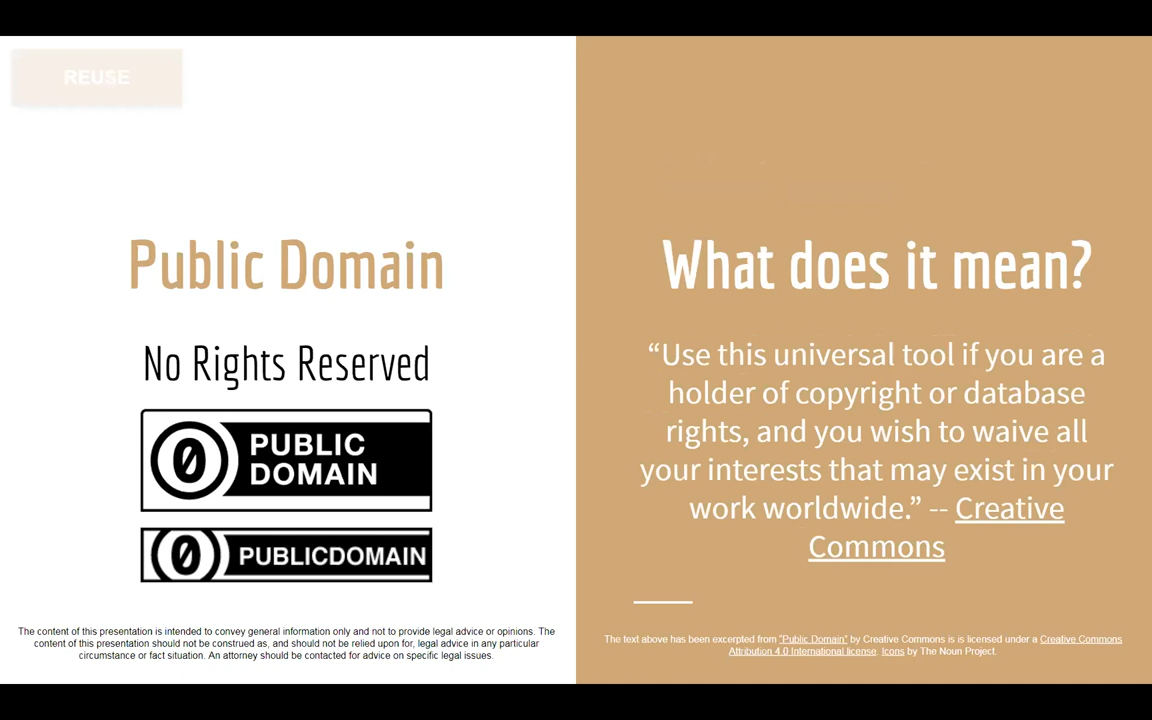 REUSE
Public Domain
No Rights Reserved
0 PUBLIC
DOMAIN
0 PUBLICDOMAIN
The content of this presentation is intended to convey general information only and not to provide legal advice or opinions. The
content of this presentation should not be construed as, and should not be relied upon for, legal advice in any particular
circumstance or fact situation. An attorney should be contacted for advice on specific legal issues.
What does it mean?
“Use this universal tool if you are a
holder of copyright or database
rights, and you wish to waive all
your interests that may exist in your
work worldwide.” -- Creative
Commons
The text above has been excerpted from "Public Domain" by Creative Commons is is licensed under a Creative Commons
Attribution 4.0 International license. Icons by The Noun Project.